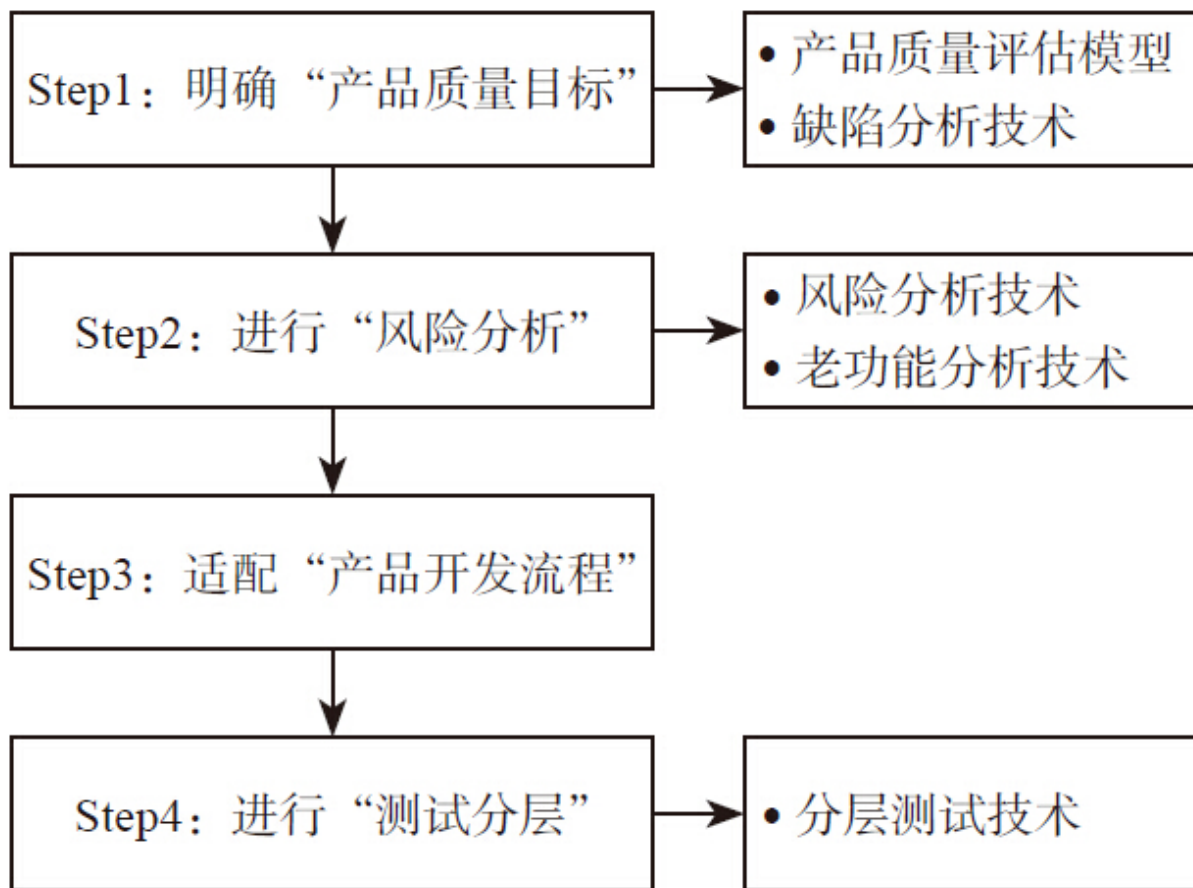 Step1：明确“产品质量目标”
• 产品质量评估模型
• 缺陷分析技术
Step2：进行“风险分析”
• 风险分析技术
• 老功能分析技术
Step3：适配“产品开发流程”
Step4：进行“测试分层”
• 分层测试技术